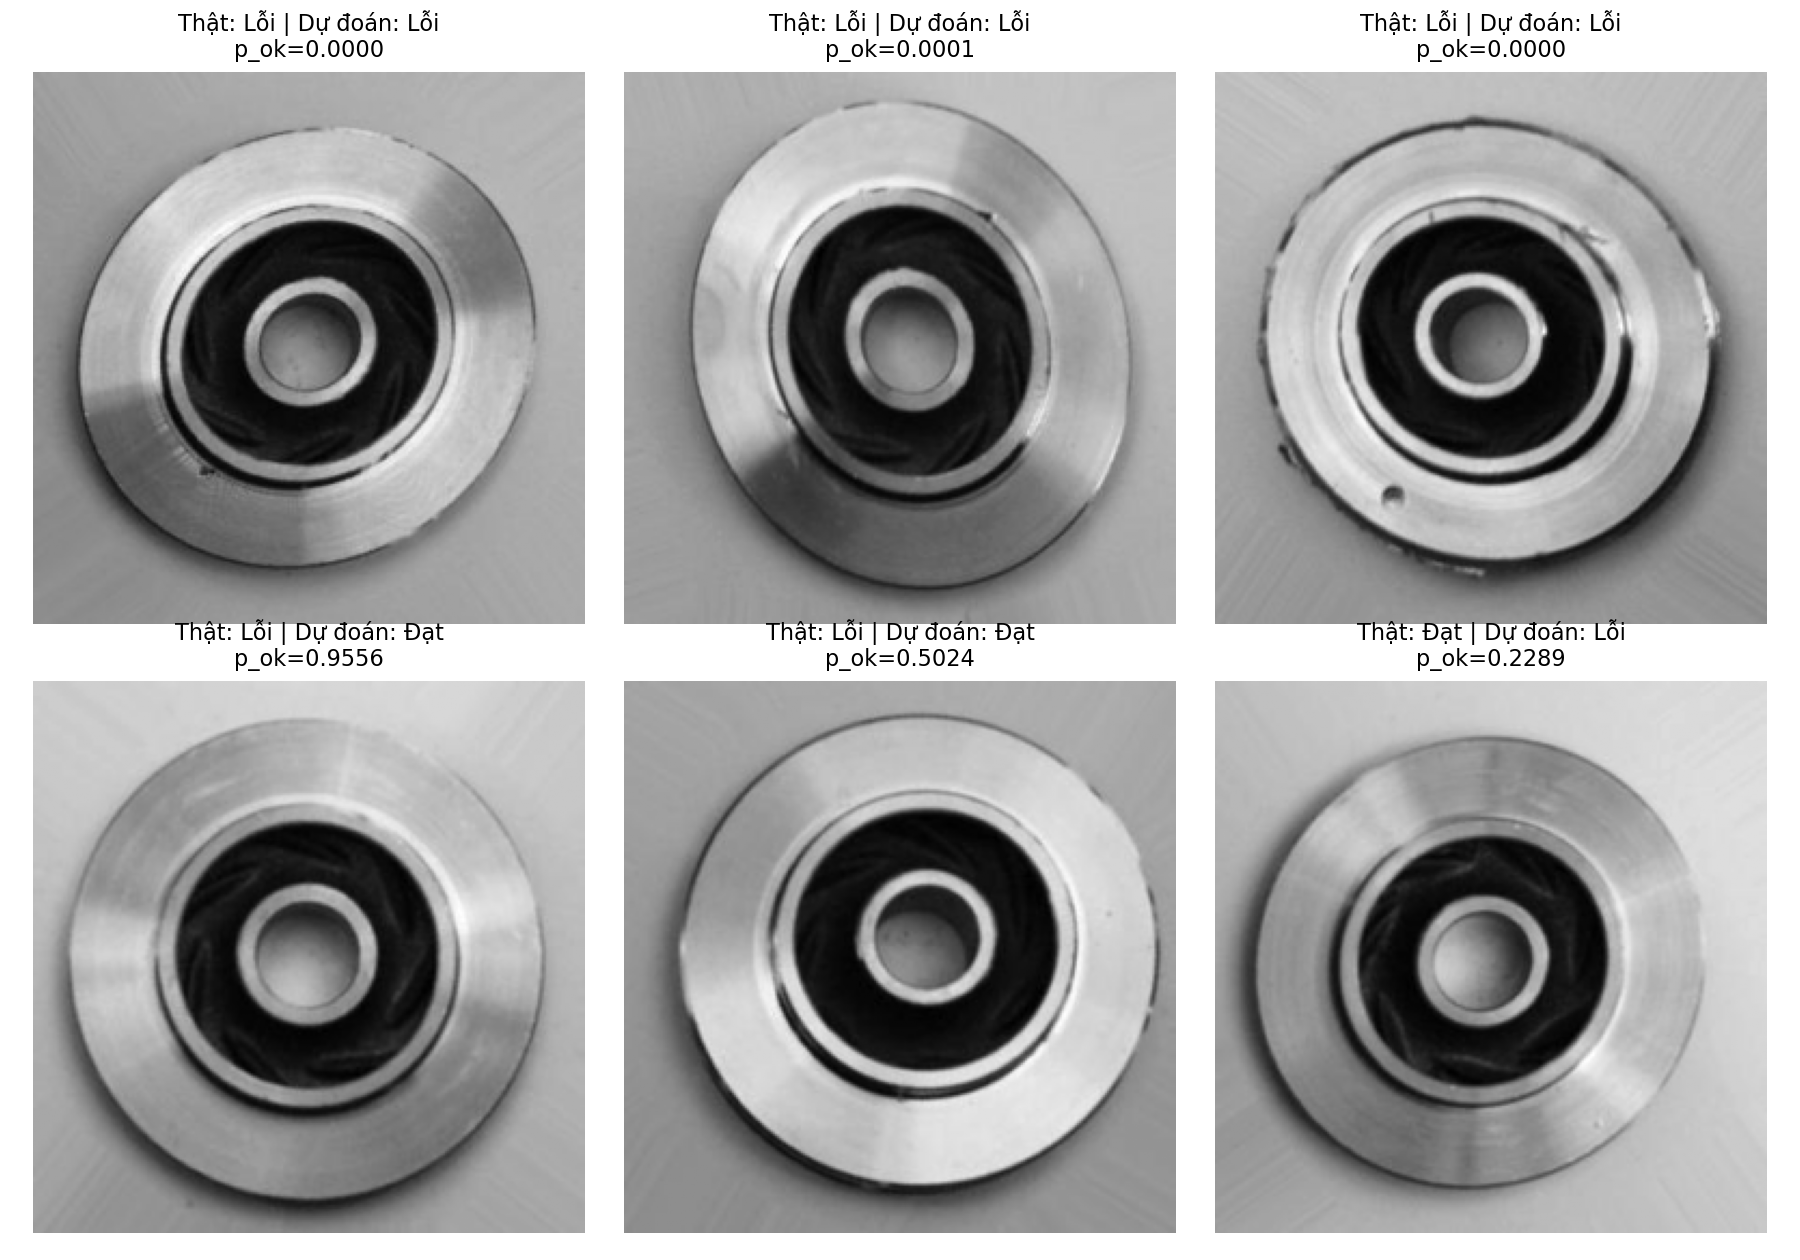 Thật: Lỗi | Dự đoán: Lỗi
p_ok=0.0000
Thật: Lỗi | Dự đoán: Lỗi
p_ok=0.0001
Thật: Lỗi | Dự đoán: Lỗi
p_ok=0.0000
Thật: Lỗi | Dự đoán: Đạt
p_ok=0.9556
Thật: Lỗi | Dự đoán: Đạt
p_ok=0.5024
Thật: Đạt | Dự đoán: Lỗi
p_ok=0.2289